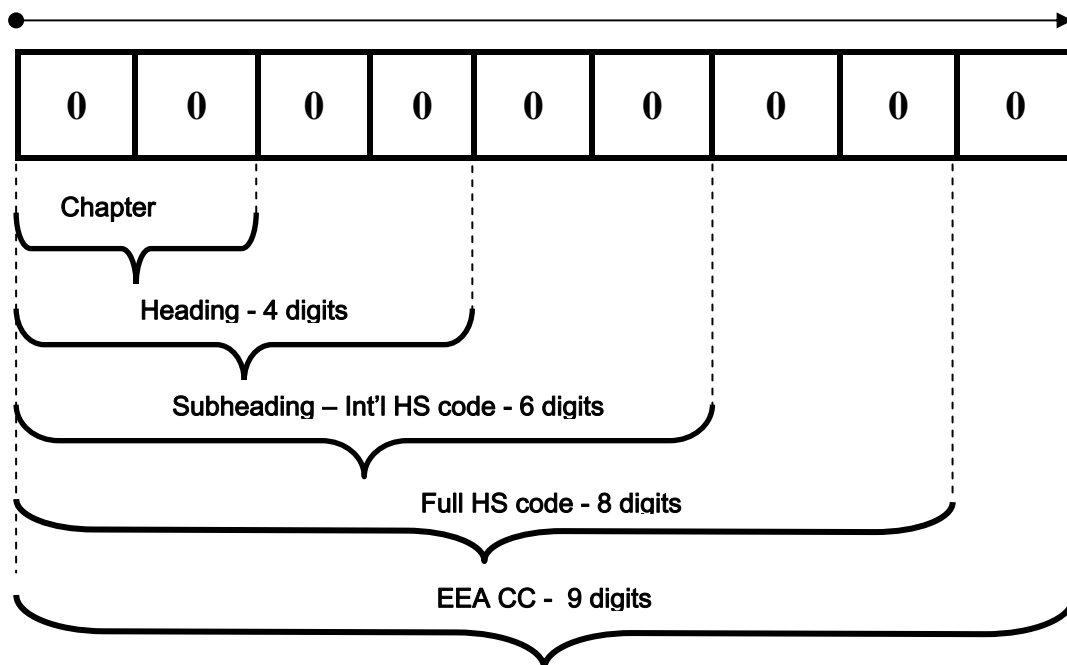 0 0 0 0 0 0 0 0 0
Chapter
Heading - 4 digits
Subheading – Int'l HS code - 6 digits
Full HS code - 8 digits
EEA CC - 9 digits